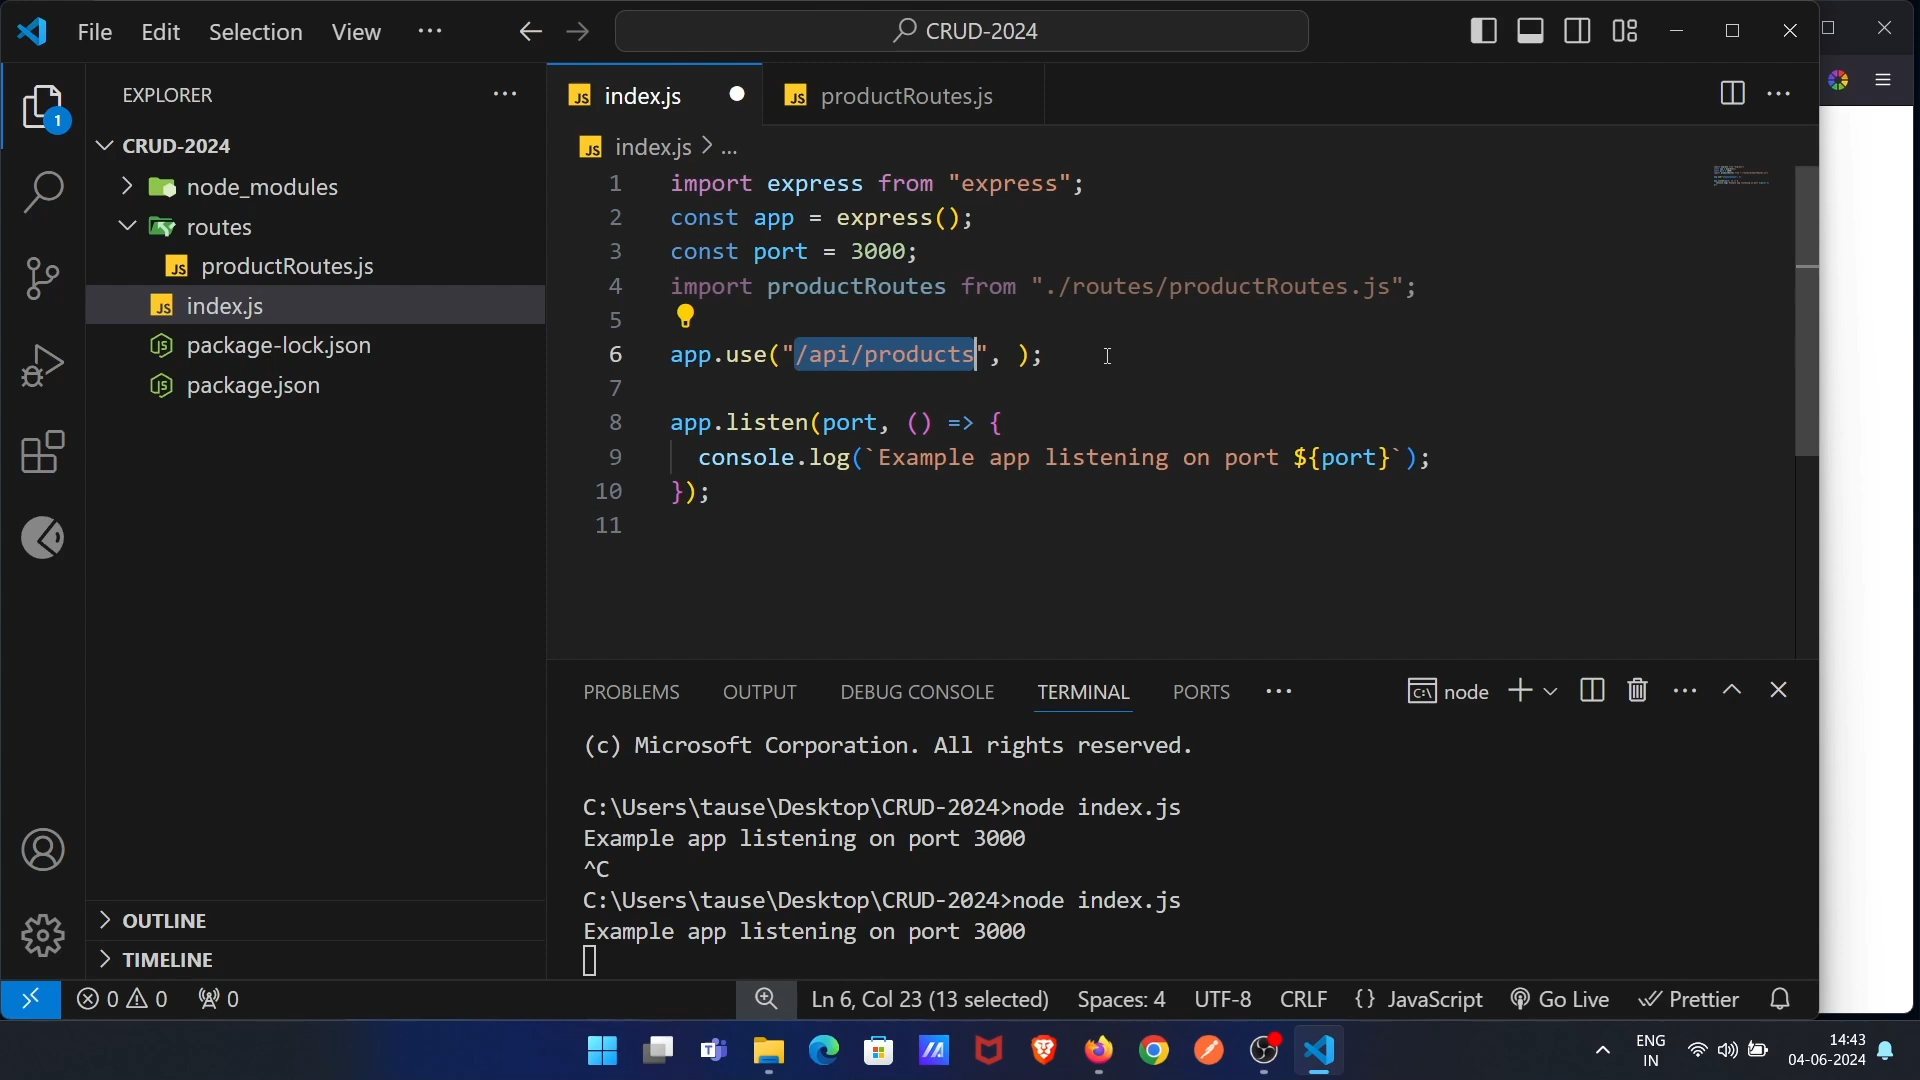 File Edit Selection View ···
CRUD-2024
EXPLORER
CRUD-2024
node_modules
routes
productRoutes.js
index.js
package-lock.json
package.json
OUTLINE
TIMELINE
1
index.js
productRoutes.js
index.js > ...
1 import express from "express";
2 const app = express();
3 const port = 3000;
4 import productRoutes from "./routes/productRoutes.js";
5
6 app.use("/api/products", );
7
8 app.listen(port, () => {
9 console.log(`Example app listening on port ${port}`);
10 });
11
PROBLEMS OUTPUT DEBUG CONSOLE TERMINAL PORTS ···
node
(c) Microsoft Corporation. All rights reserved.
C:\Users\tause\Desktop\CRUD-2024>node index.js
Example app listening on port 3000
^C
C:\Users\tause\Desktop\CRUD-2024>node index.js
Example app listening on port 3000
0 0 0
Ln 6, Col 23 (13 selected) Spaces: 4 UTF-8 CRLF {} JavaScript Go Live Prettier
ENG
IN
14:43
04-06-2024